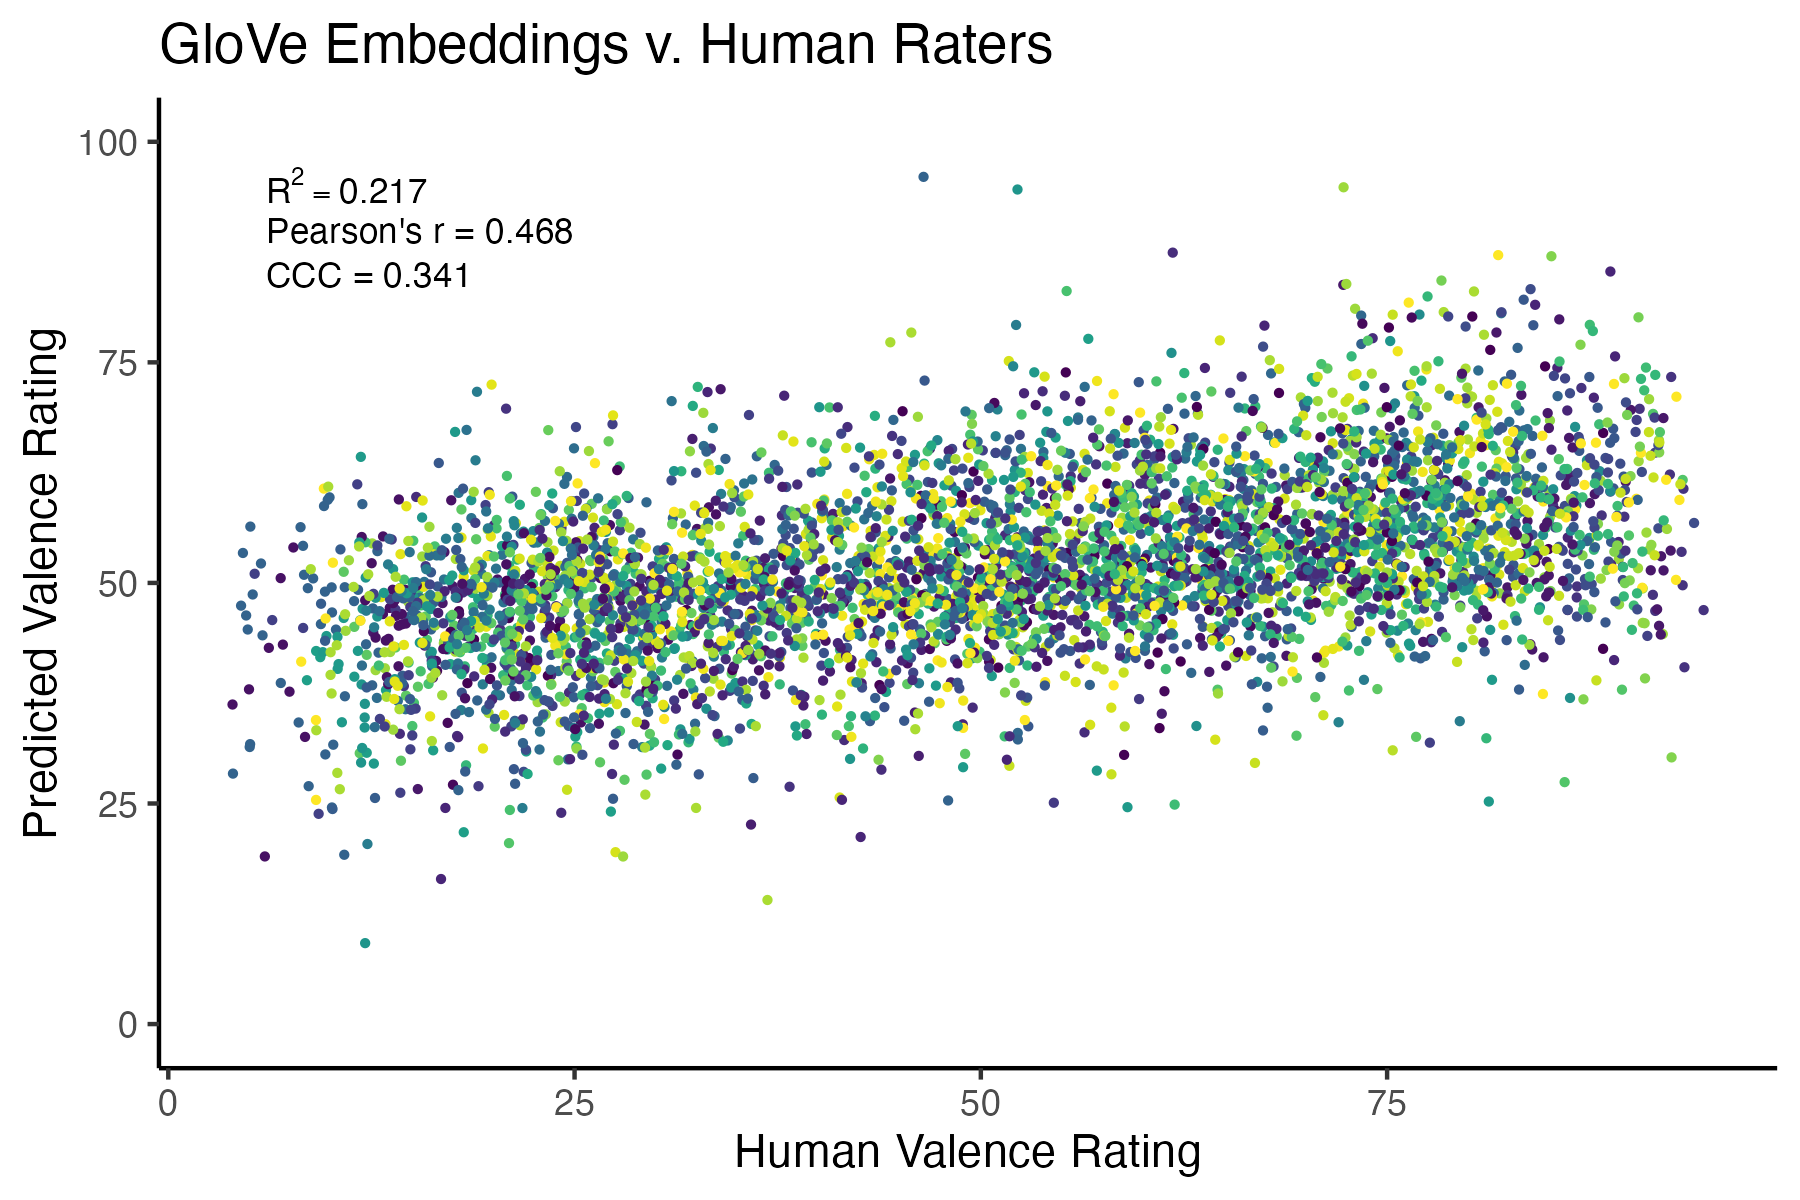 GloVe Embeddings v. Human Raters
100
R² = 0.217
Pearson's r = 0.468
CCC = 0.341
75
Predicted Valence Rating
50
25
0
0 25 50 75
Human Valence Rating